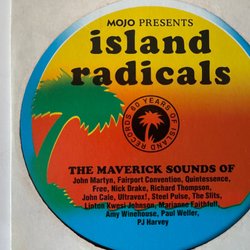 MOJO PRESENTS
island
radicals
60 YEARS OF ISLAND RECORDS
THE MAVERICK SOUNDS OF
John Martyn, Fairport Convention, Quintessence,
Free, Nick Drake, Richard Thompson,
John Cale, Ultravox!, Steel Pulse, The Slits,
Linton Kwesi Johnson, Marianne Faithfull,
Amy Winehouse, Paul Weller,
PJ Harvey